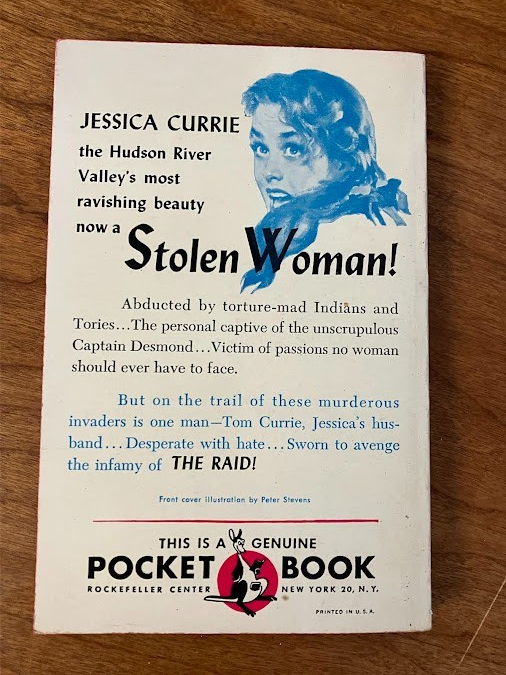 JESSICA CURRIE
the Hudson River
Valley's most
ravishing beauty
now a Stolen Woman!
Abducted by torture-mad Indians and
Tories...The personal captive of the unscrupulous
Captain Desmond...Victim of passions no woman
should ever have to face.
But on the trail of these murderous
invaders is one man—Tom Currie, Jessica's hus-
band...Desperate with hate...Sworn to avenge
the infamy of THE RAID!
Front cover illustration by Peter Stevens
THIS IS A GENUINE
POCKET BOOK
ROCKEFELLER CENTER NEW YORK 20, N.Y.
PRINTED IN U.S.A.